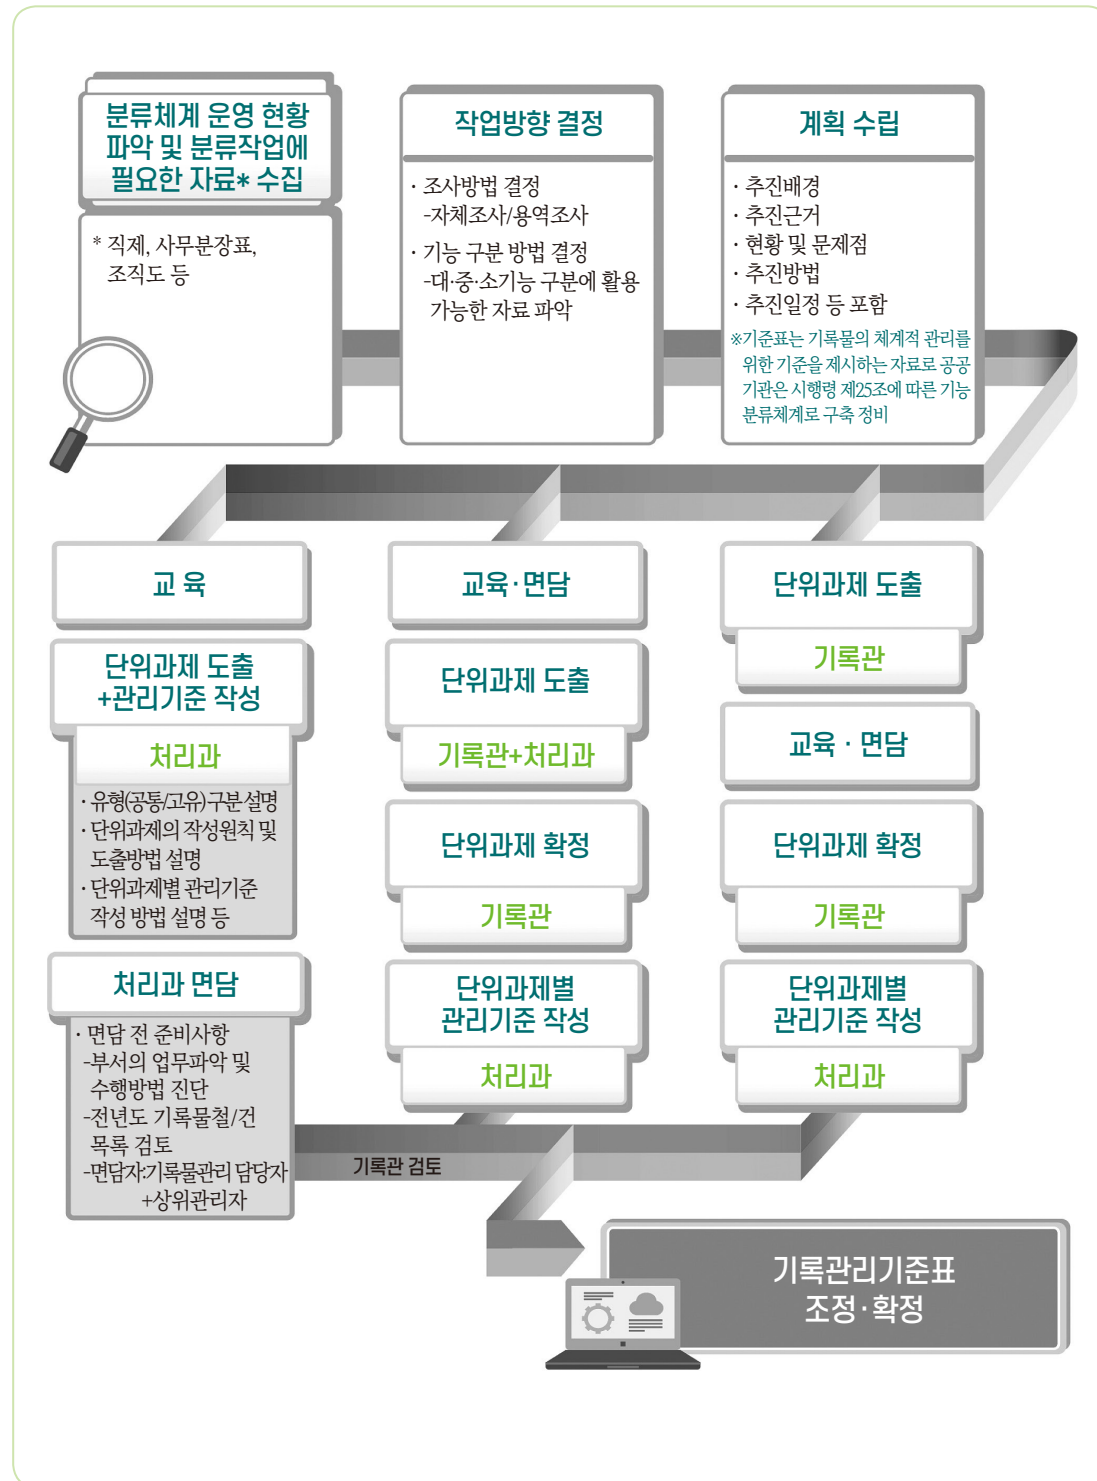 분류체계 운영 현황
파악 및 분류작업에
필요한 자료* 수집
* 직제, 사무분장표,
조직도 등
작업방향 결정
· 조사방법 결정
-자체조사/용역조사
· 기능 구분 방법 결정
-대·중·소기능 구분에 활용
가능한 자료 파악
계획 수립
· 추진배경
· 추진근거
· 현황 및 문제점
· 추진방법
· 추진일정 등 포함
※기준표는 기록물의 체계적 관리를
위한 기준을 제시하는 자료로 공공
기관은 시행령 제25조에 따른 기능
분류체계로 구축 정비
교 육
단위과제 도출
+관리기준 작성
처리과
· 유형(공통/고유) 구분 설명
· 단위과제의 작성원칙 및
도출방법 설명
· 단위과제별 관리기준
작성 방법 설명 등
처리과 면담
· 면담 전 준비사항
-부서의 업무파악 및
수행방법 진단
-전년도 기록물철/건
목록 검토
-면담자:기록물관리 담당자
+상위관리자
교육·면담
단위과제 도출
기록관+처리과
단위과제 확정
기록관
단위과제별
관리기준 작성
처리과
단위과제 도출
기록관
교육 · 면담
단위과제 확정
기록관
단위과제별
관리기준 작성
처리과
기록관 검토
기록관리기준표
조정·확정